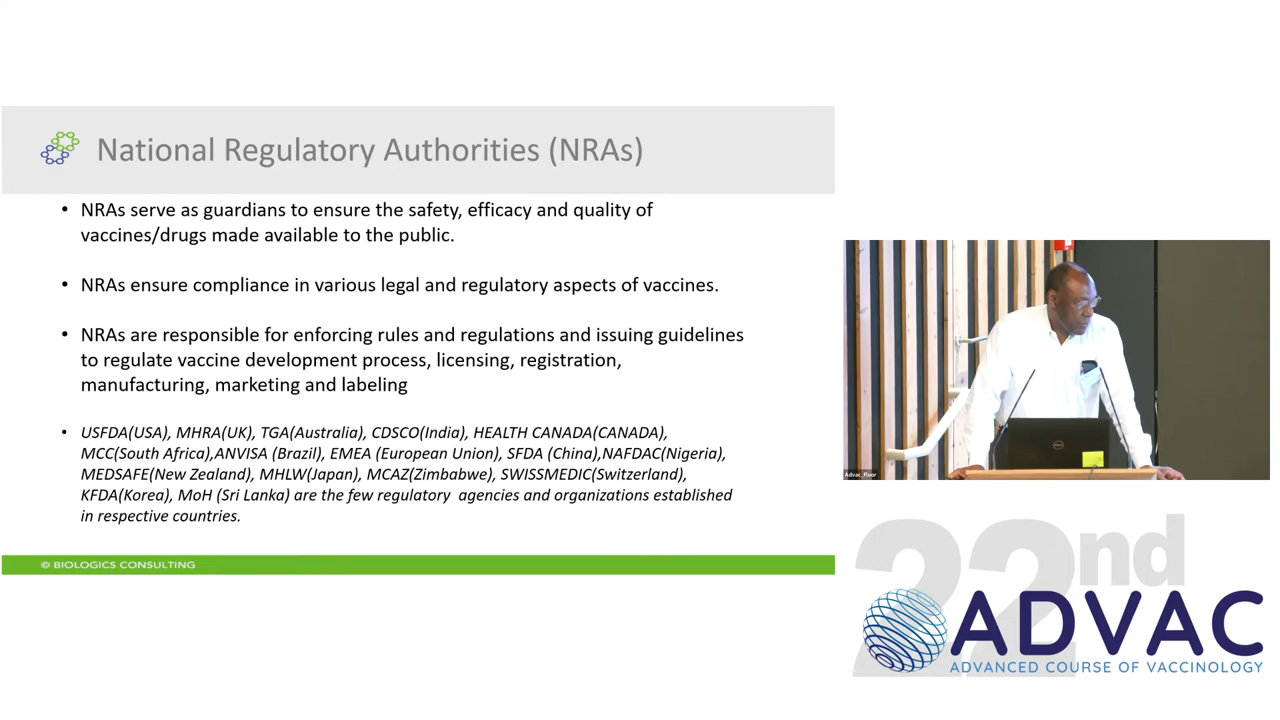 National Regulatory Authorities (NRAs)
• NRAs serve as guardians to ensure the safety, efficacy and quality of
vaccines/drugs made available to the public.
• NRAs ensure compliance in various legal and regulatory aspects of vaccines.
• NRAs are responsible for enforcing rules and regulations and issuing guidelines
to regulate vaccine development process, licensing, registration,
manufacturing, marketing and labeling
• USFDA(USA), MHRA(UK), TGA(Australia), CDSCO(India), HEALTH CANADA(CANADA),
MCC(South Africa),ANVISA (Brazil), EMEA (European Union), SFDA (China),NAFDAC(Nigeria),
MEDSAFE(New Zealand), MHLW(Japan), MCAZ(Zimbabwe), SWISSMEDIC(Switzerland),
KFDA(Korea), MoH (Sri Lanka) are the few regulatory agencies and organizations established
in respective countries.
© BIOLOGICS CONSULTING
Advac_floor
DELL
22nd
ADVAC
ADVANCED COURSE OF VACCINOLOGY